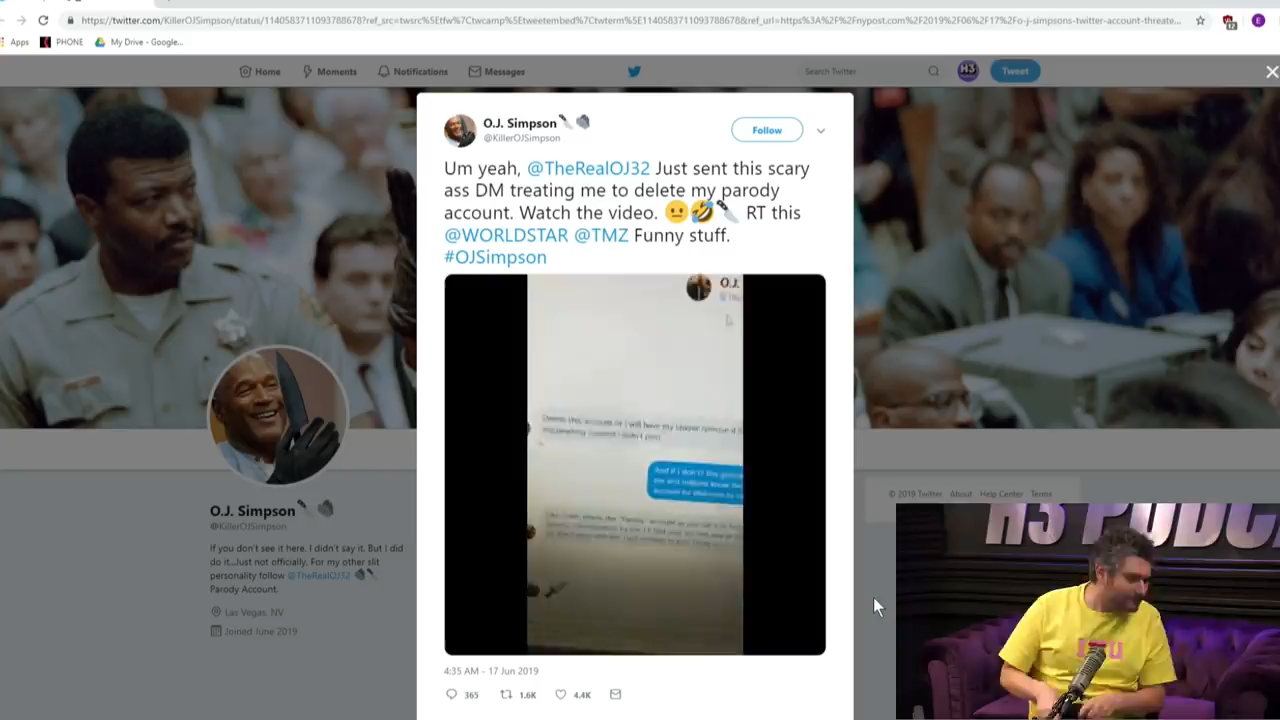 https://twitter.com/KillerOJSimpson/status/1140583711093788678?ref_src=twsrc%5Etfw%7Ctwcamp%5Etweetembed%7Ctwterm%5E1140583711093788678&ref_url=https%3A%2F%2Fnypost.com%2F2019%2F06%2F17%2Fo-j-simpsons-twitter-account-threate...
Apps PHONE My Drive - Google...
Home Moments Notifications Messages Search Twitter H3 Tweet
O.J. Simpson
@KillerOJSimpson
Follow
Um yeah, @TheRealOJ32 Just sent this scary
ass DM treating me to delete my parody
account. Watch the video. 😐🤣🔪 RT this
@WORLDSTAR @TMZ Funny stuff.
#OJSimpson
O.J.
4:35 AM - 17 Jun 2019
365 1.6K 4.4K
O.J. Simpson
@KillerOJSimpson
If you don't see it here, I didn't say it. But I did
do it...Just not officially. For my other slit
personality follow @TheRealOJ32
Parody Account.
Las Vegas, NV
Joined June 2019
© 2019 Twitter About Help Center Terms
H3 PODC